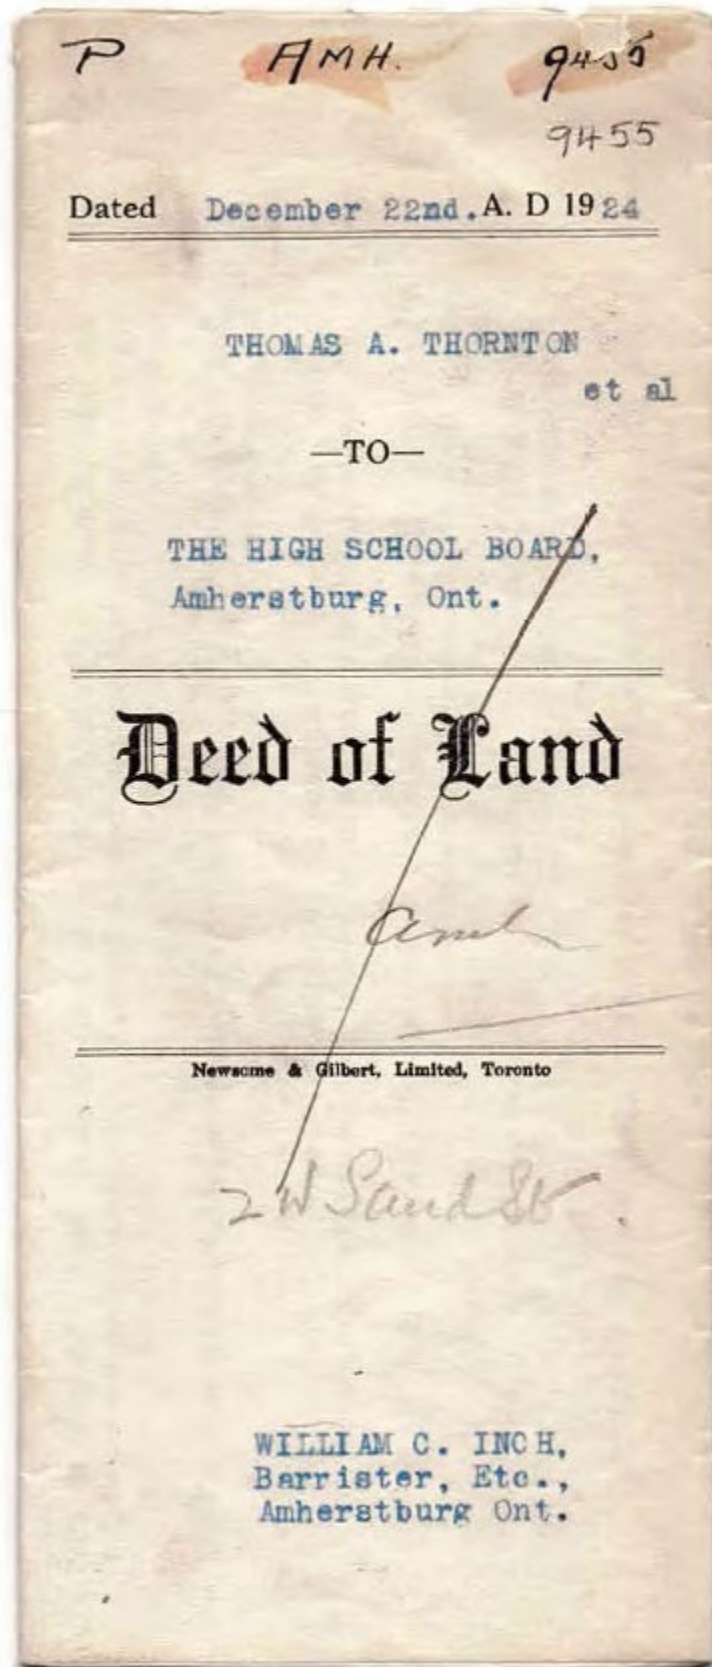 P AMH. 9455
9455
Dated December 22nd. A. D 1924
THOMAS A. THORNTON
et al
—TO—
THE HIGH SCHOOL BOARD,
Amherstburg, Ont.
Deed of Land
Amh
Newsome & Gilbert, Limited, Toronto
2 W Sand St.
WILLIAM C. INCH,
Barrister, Etc.,
Amherstburg Ont.